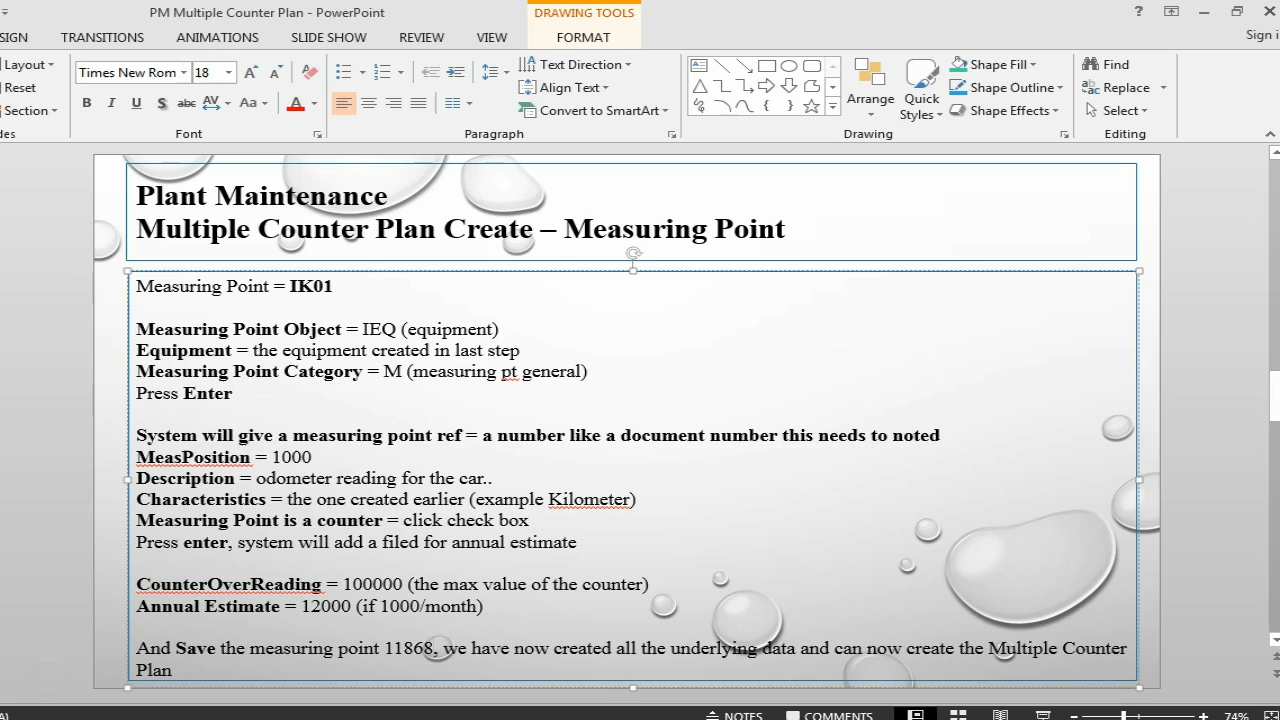 PM Multiple Counter Plan - PowerPoint
DRAWING TOOLS
?
SIGN TRANSITIONS ANIMATIONS SLIDE SHOW REVIEW VIEW FORMAT
Sign i
Layout
Reset
Section
des
Times New Rom 18
B I U S abc AV Aa A
Font
Text Direction
Align Text
Convert to SmartArt
Paragraph
Arrange
Quick
Styles
Shape Fill
Shape Outline
Shape Effects
Drawing
Find
Replace
Select
Editing
Plant Maintenance
Multiple Counter Plan Create – Measuring Point
Measuring Point = IK01
Measuring Point Object = IEQ (equipment)
Equipment = the equipment created in last step
Measuring Point Category = M (measuring pt general)
Press Enter
System will give a measuring point ref = a number like a document number this needs to noted
MeasPosition = 1000
Description = odometer reading for the car..
Characteristics = the one created earlier (example Kilometer)
Measuring Point is a counter = click check box
Press enter, system will add a filed for annual estimate
CounterOverReading = 100000 (the max value of the counter)
Annual Estimate = 12000 (if 1000/month)
And Save the measuring point 11868, we have now created all the underlying data and can now create the Multiple Counter
Plan
NOTES COMMENTS 74%